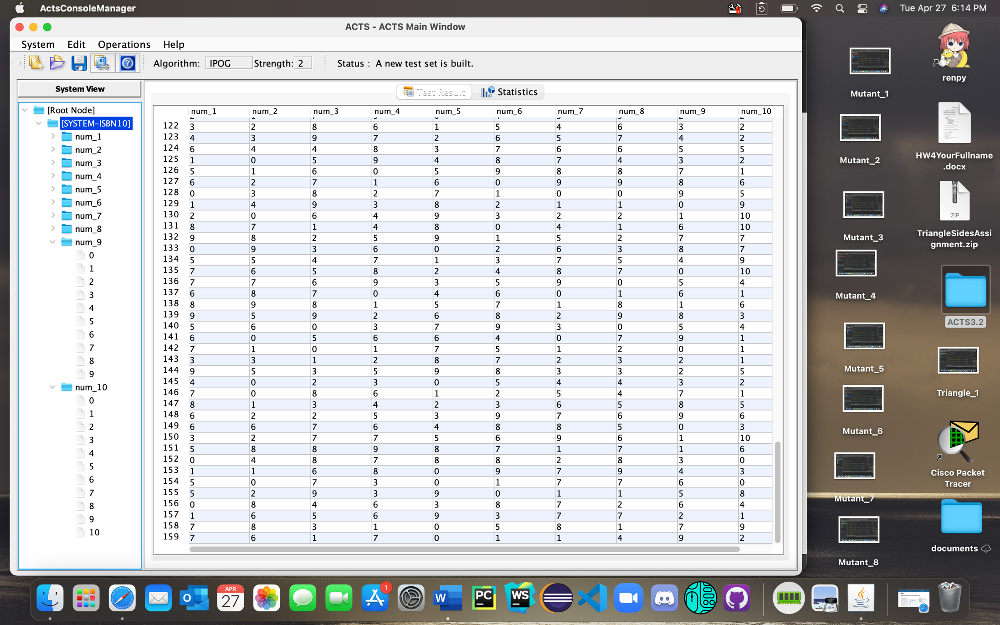 ActsConsoleManager
Tue Apr 27 6:14 PM
ACTS - ACTS Main Window
System Edit Operations Help
Algorithm: IPOG Strength: 2 Status : A new test set is built.
System View
[Root Node]
[SYSTEM-ISBN10]
num_1
num_2
num_3
num_4
num_5
num_6
num_7
num_8
num_9
0
1
2
3
4
5
6
7
8
9
num_10
0
1
2
3
4
5
6
7
8
9
10
Test Result Statistics
num_1 num_2 num_3 num_4 num_5 num_6 num_7 num_8 num_9 num_10
122 3 2 8 6 1 5 4 6 3 2
123 4 3 9 7 2 6 5 7 4 2
124 6 4 4 8 3 7 6 6 5 5
125 1 0 5 9 4 8 7 4 3 2
126 5 1 6 0 5 9 8 8 7 1
127 6 2 7 1 6 0 9 9 8 6
128 0 3 8 2 7 1 0 0 9 5
129 1 4 9 3 8 2 1 1 0 9
130 2 0 6 4 9 3 2 2 1 10
131 8 7 1 4 8 0 4 1 6 10
132 9 8 2 5 9 1 5 2 7 7
133 0 9 3 6 0 2 6 3 8 7
134 5 5 4 7 1 3 7 5 4 9
135 7 6 5 8 2 4 8 7 0 10
136 7 7 6 9 3 5 9 0 5 4
137 6 8 7 0 4 6 0 1 6 1
138 8 9 8 1 5 7 1 8 1 6
139 9 5 9 2 6 8 2 9 8 3
140 5 6 0 3 7 9 3 0 5 4
141 6 0 5 6 6 4 0 7 9 1
142 7 1 0 1 7 5 1 2 0 1
143 3 3 1 2 8 7 2 3 2 1
144 9 5 3 5 9 8 3 3 2 5
145 4 0 2 3 0 5 4 4 3 2
146 7 0 8 6 1 2 5 4 7 1
147 8 1 3 4 2 3 6 5 8 5
148 6 2 2 5 3 9 7 6 9 6
149 6 6 7 6 4 8 8 5 0 3
150 3 2 7 7 5 6 9 6 1 10
151 5 8 8 9 8 7 1 7 1 6
152 0 4 8 7 8 8 2 8 3 0
153 1 1 6 8 0 9 7 9 4 3
154 5 0 7 3 0 1 7 7 6 0
155 5 2 9 3 9 0 1 1 5 8
156 0 8 4 6 3 8 7 2 6 4
157 1 6 5 6 9 3 7 7 2 1
158 7 8 3 1 0 5 8 1 7 9
159 7 6 1 7 0 1 1 4 9 2
Mutant_1
Mutant_2
Mutant_3
Mutant_4
Mutant_5
Mutant_6
Mutant_7
Mutant_8
renpy
HW4YourFullname
.docx
ZIP
TriangleSidesAssi
gnment.zip
ACTS3.2
Triangle_1
Cisco Packet
Tracer
documents
APR
27
1
O
W
PC
WS